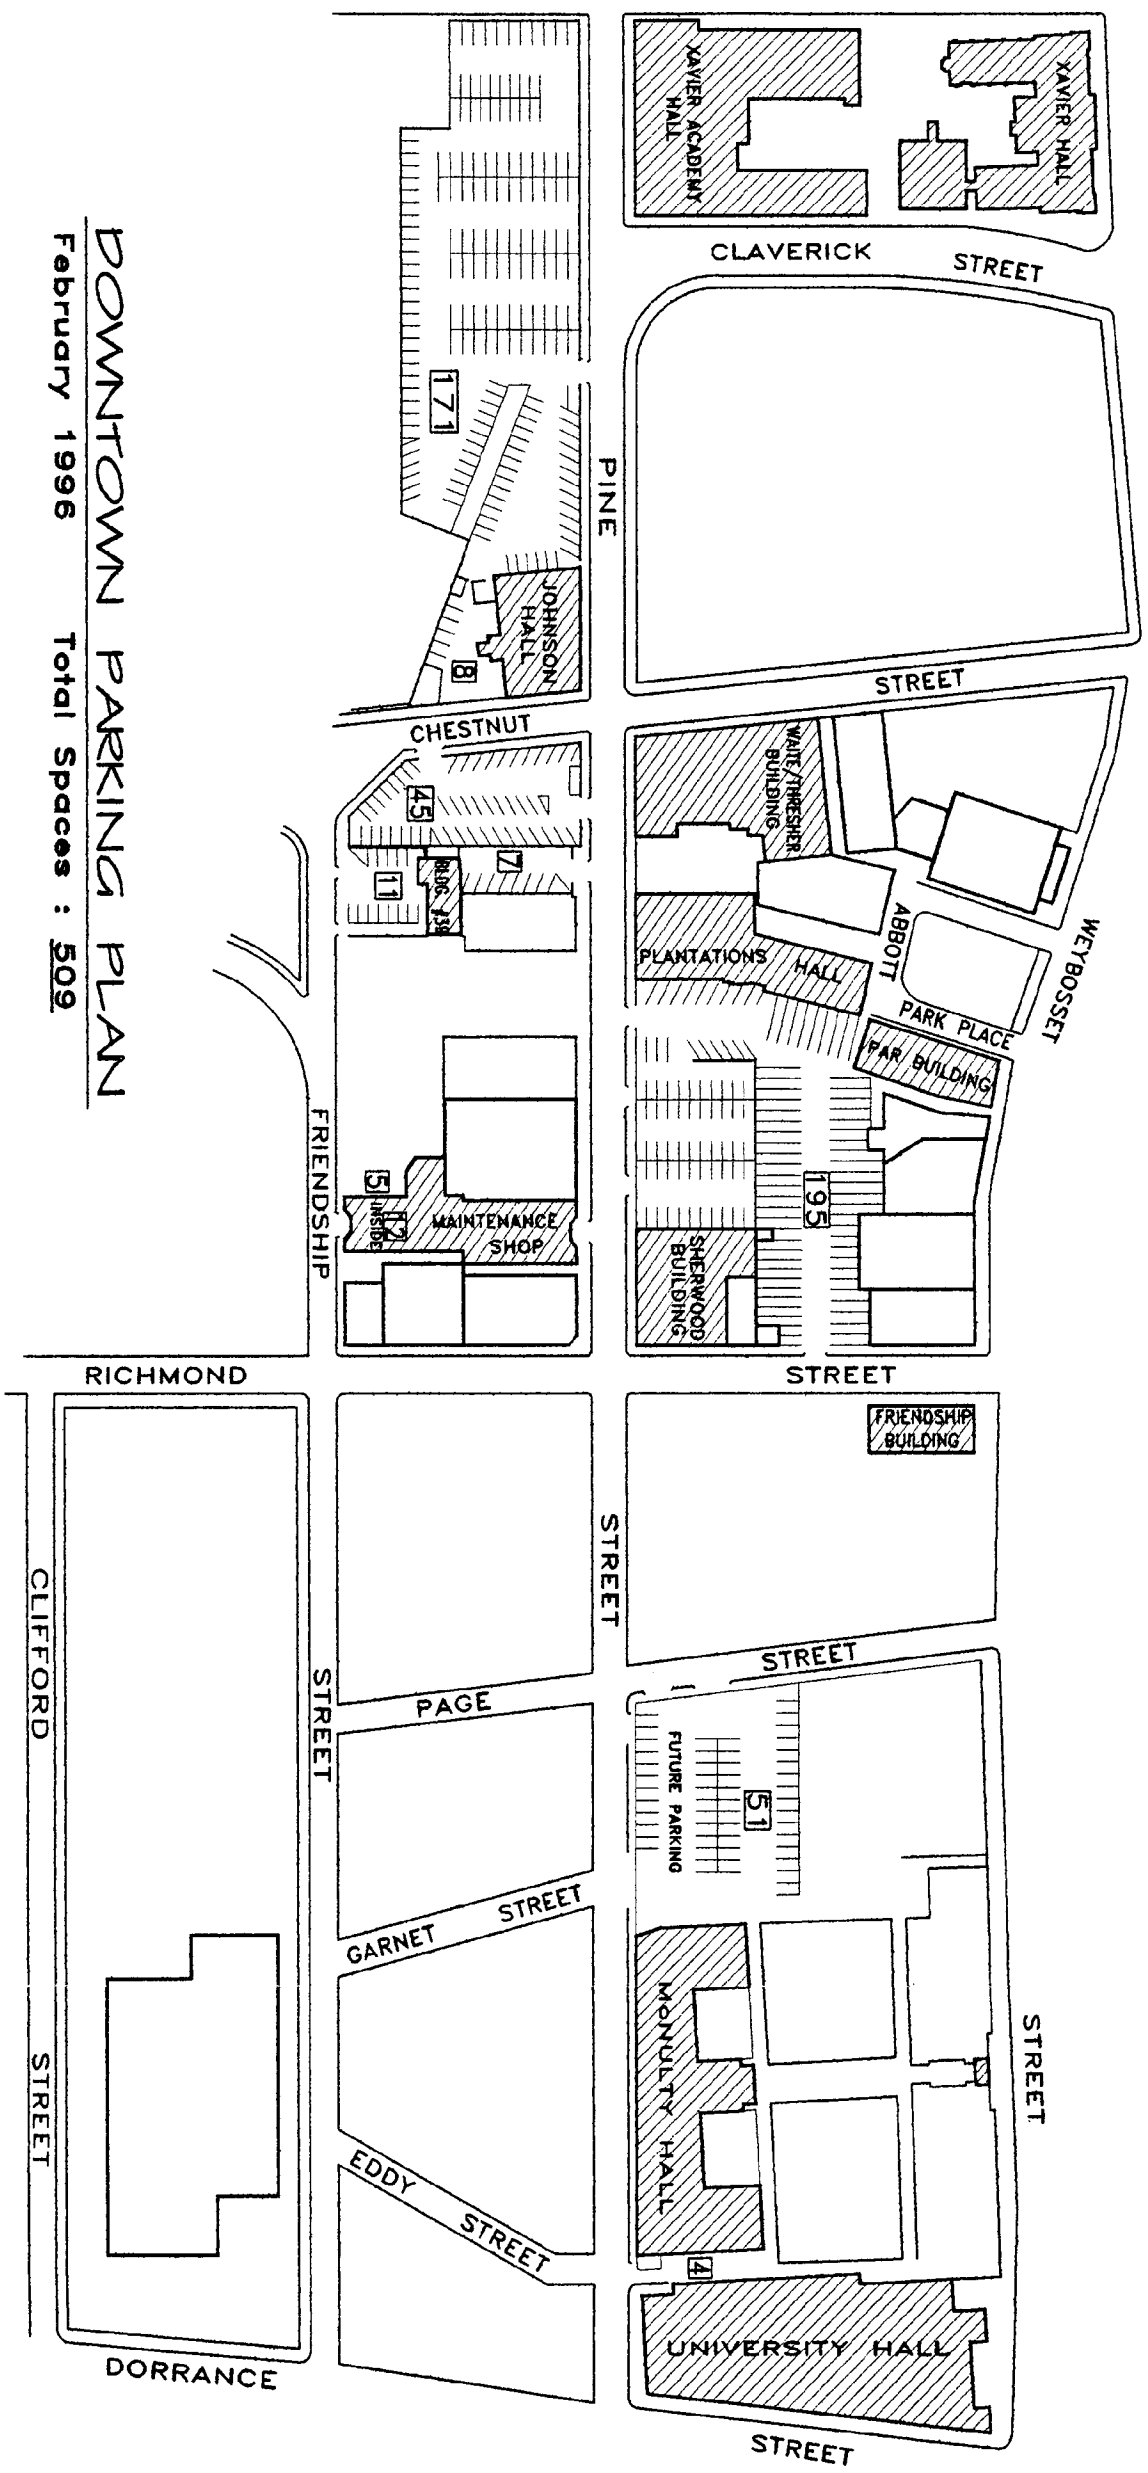 DOWNTOWN PARKING PLAN
February 1996 Total Spaces : 509
XAVIER HALL
XAVIER ACADEMY
HALL
CLAVERICK STREET
171
PINE
JOHNSON
HALL
8
CHESTNUT
STREET
45
7
11
BLDG.
WAITE/THRESHER
BUILDING
PLANTATIONS HALL
ABBOTT
PARK PLACE
WEYBOSSET
PAR BUILDING
195
FRIENDSHIP
5
INSIDE
12
MAINTENANCE
SHOP
SHERWOOD
BUILDING
RICHMOND
STREET
FRIENDSHIP
BUILDING
STREET
STREET
PAGE
STREET
CLIFFORD
STREET
FUTURE PARKING
51
GARNET STREET
McNULTY HALL
STREET
EDDY STREET
4
UNIVERSITY HALL
DORRANCE
STREET